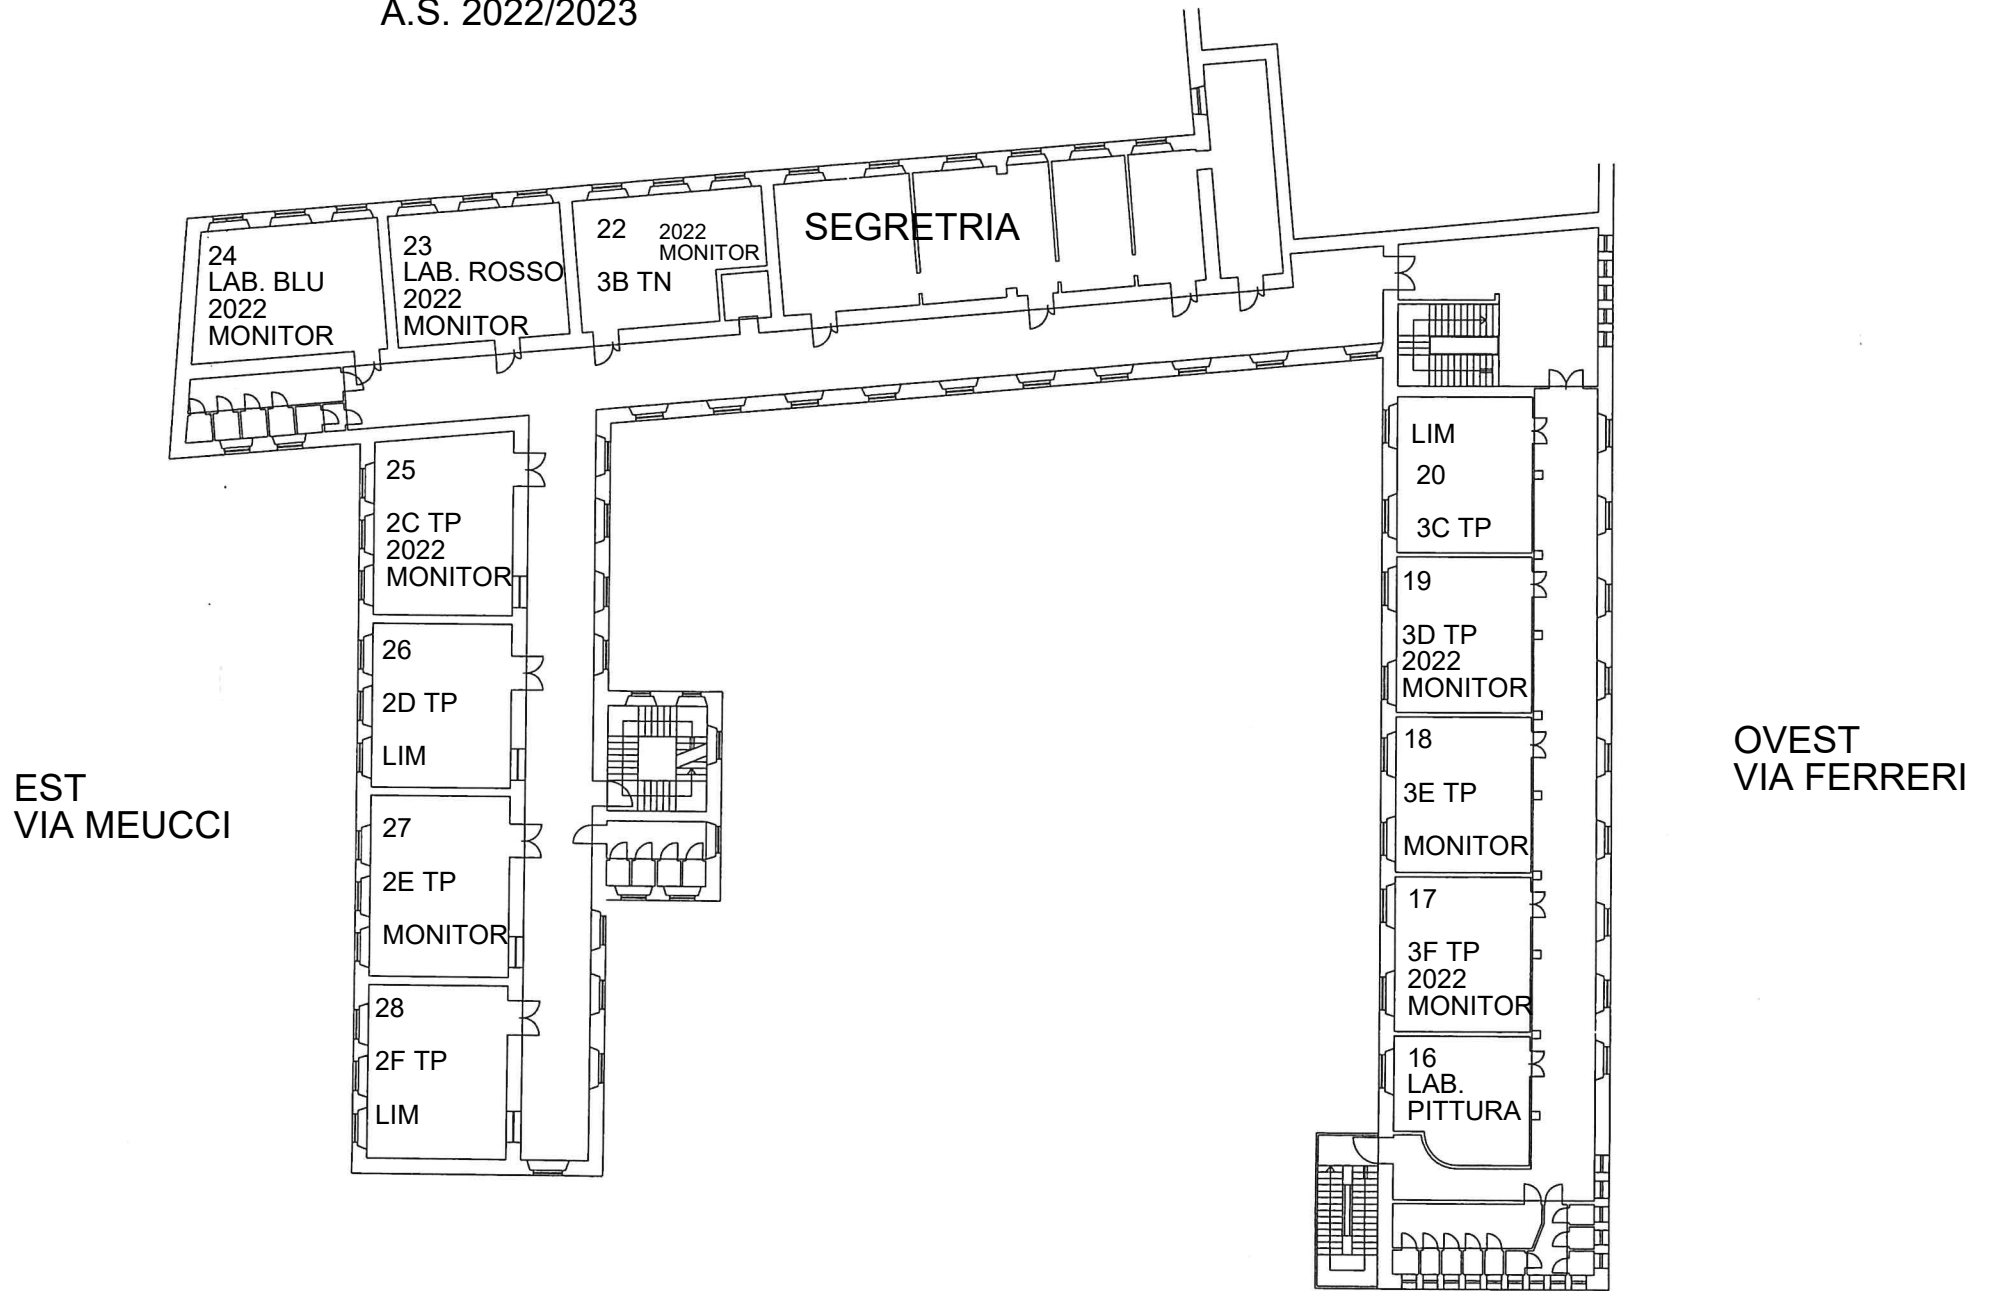 A.S. 2022/2023
24
LAB. BLU
2022
MONITOR
23
LAB. ROSSO
2022
MONITOR
22
2022
MONITOR
3B TN
SEGRETRIA
25
2C TP
2022
MONITOR
26
2D TP
LIM
27
2E TP
MONITOR
28
2F TP
LIM
EST
VIA MEUCCI
LIM
20
3C TP
19
3D TP
2022
MONITOR
18
3E TP
MONITOR
17
3F TP
2022
MONITOR
16
LAB.
PITTURA
OVEST
VIA FERRERI